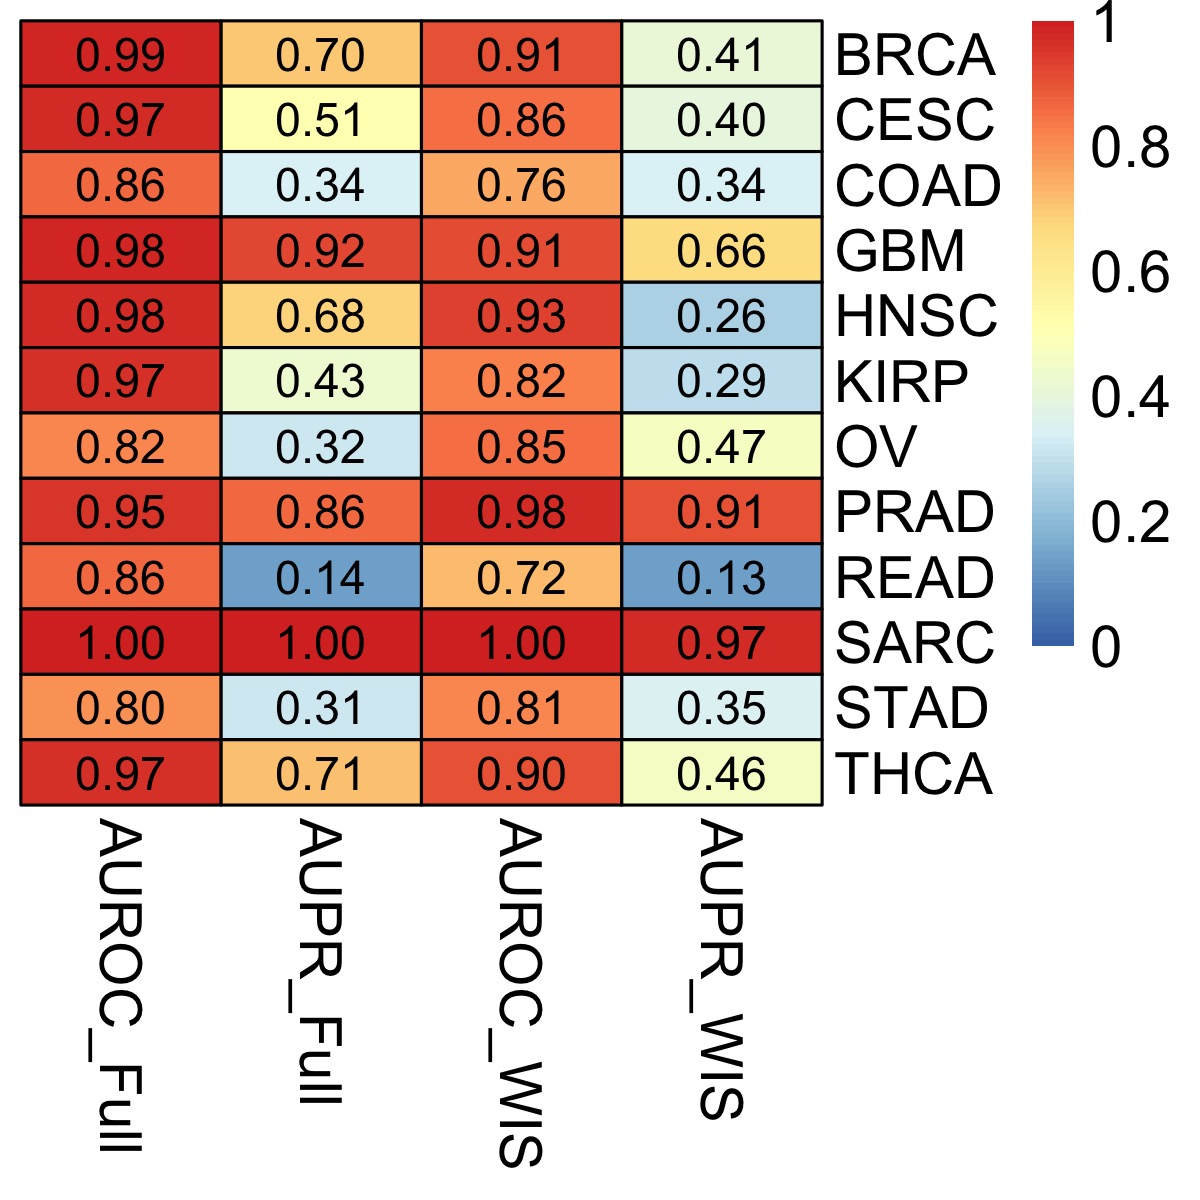 0.99 0.70 0.91 0.41 BRCA
0.97 0.51 0.86 0.40 CESC
0.86 0.34 0.76 0.34 COAD
0.98 0.92 0.91 0.66 GBM
0.98 0.68 0.93 0.26 HNSC
0.97 0.43 0.82 0.29 KIRP
0.82 0.32 0.85 0.47 OV
0.95 0.86 0.98 0.91 PRAD
0.86 0.14 0.72 0.13 READ
1.00 1.00 1.00 0.97 SARC
0.80 0.31 0.81 0.35 STAD
0.97 0.71 0.90 0.46 THCA
AUROC_Full
AUPR_Full
AUROC_WIS
AUPR_WIS
1
0.8
0.6
0.4
0.2
0